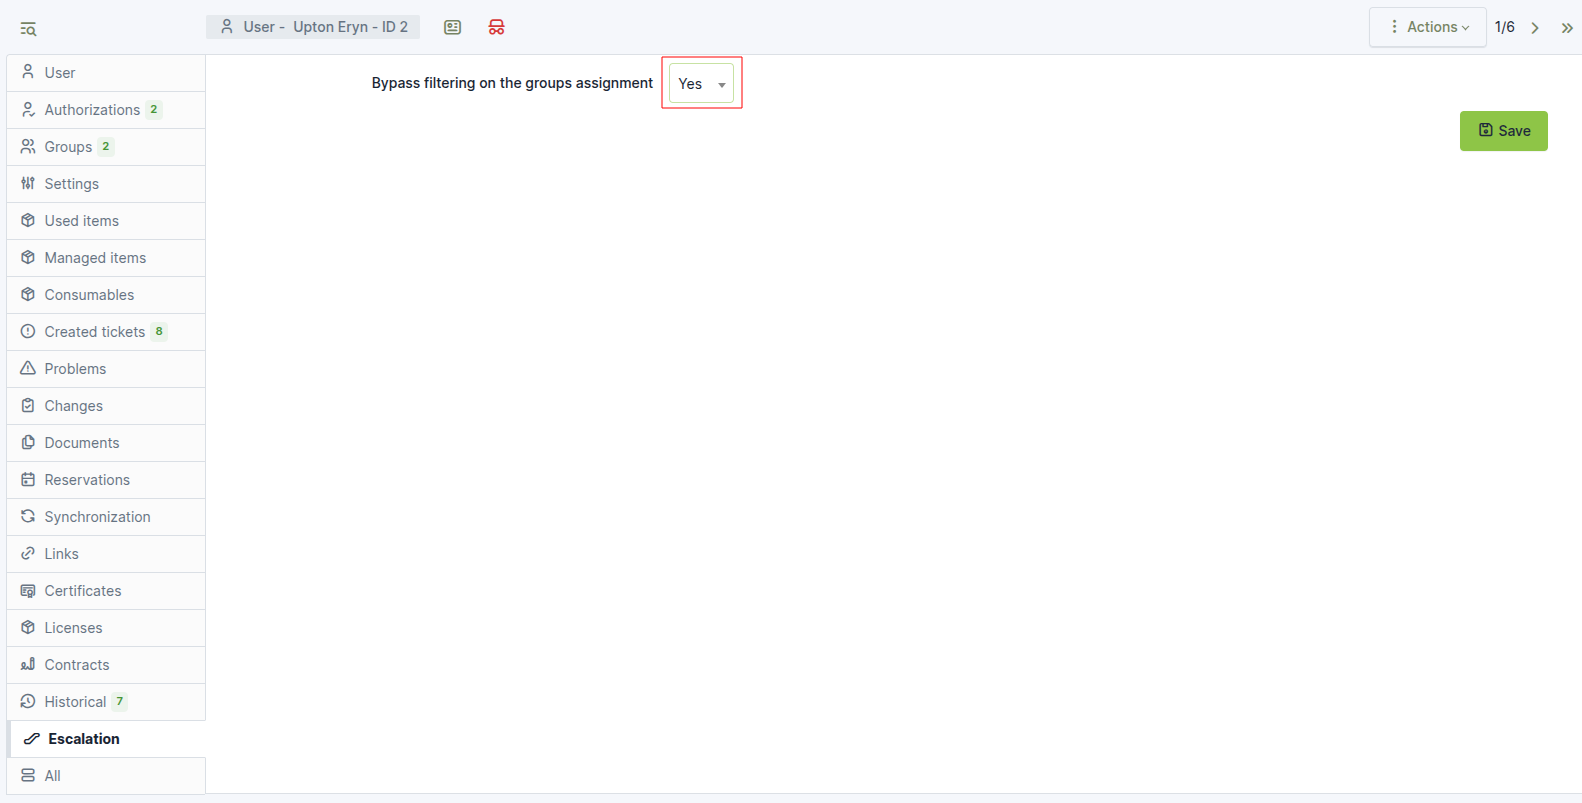 User -  Upton Eryn - ID 2
Actions
1/6
User
Authorizations 2
Groups 2
Settings
Used items
Managed items
Consumables
Created tickets 8
Problems
Changes
Documents
Reservations
Synchronization
Links
Certificates
Licenses
Contracts
Historical 7
Escalation
All
Bypass filtering on the groups assignment Yes
Save